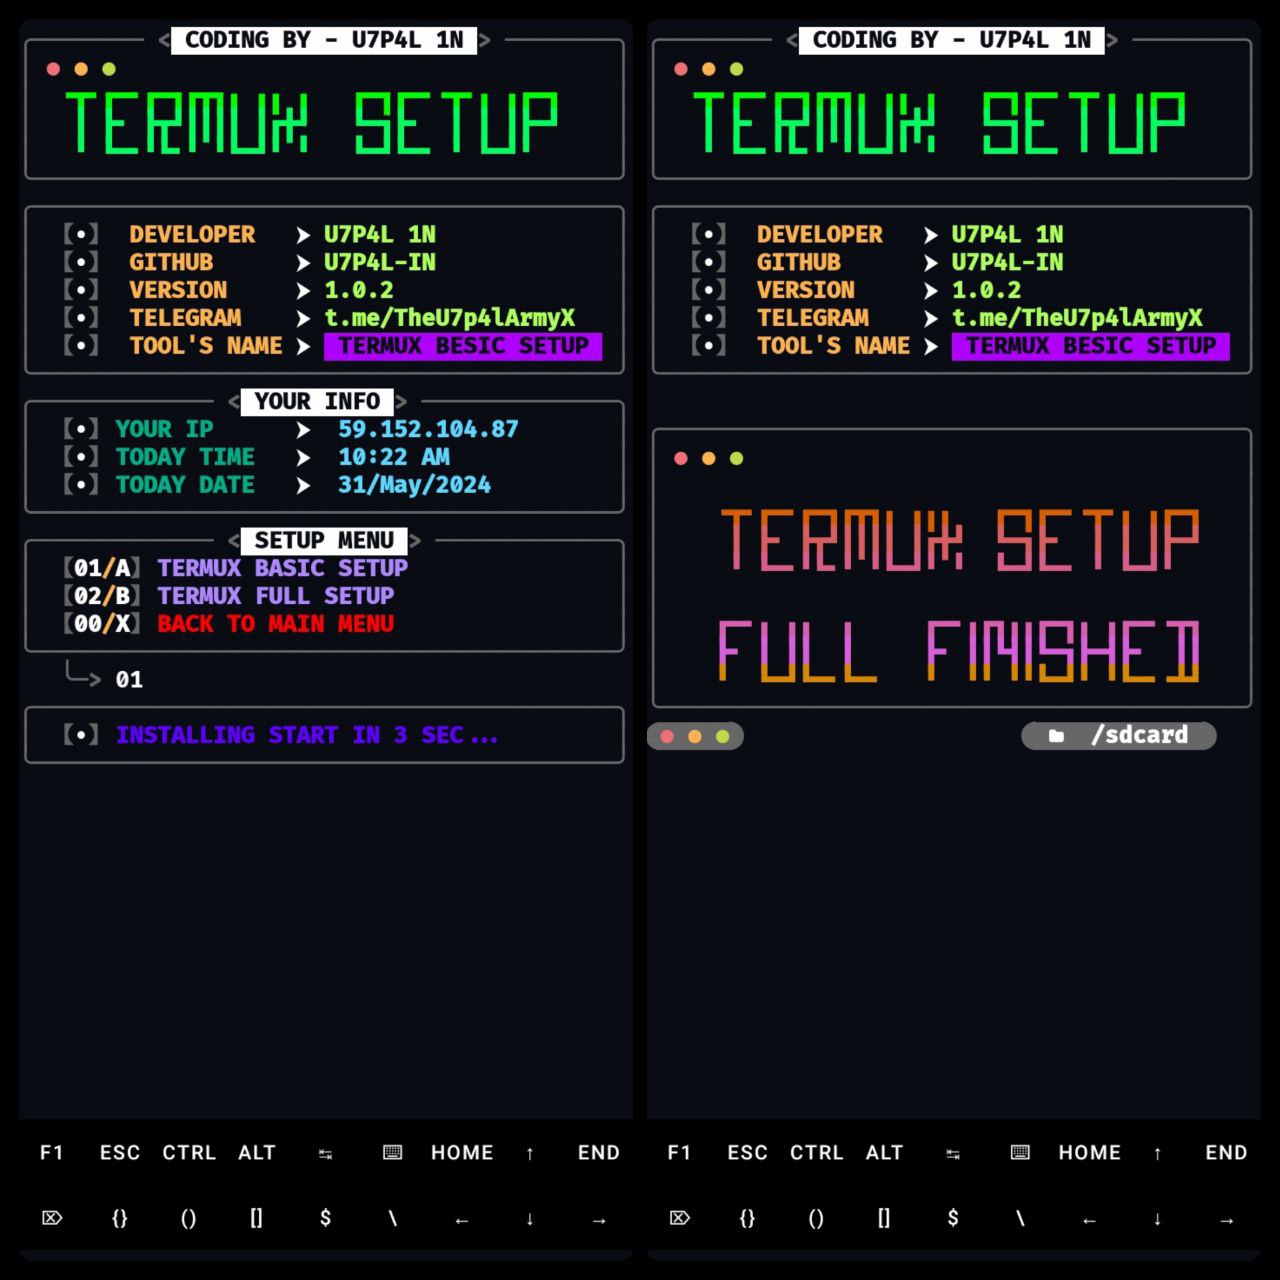 < CODING BY - U7P4L 1N >
TERMUX SETUP
【•】 DEVELOPER ➤ U7P4L 1N
【•】 GITHUB ➤ U7P4L-IN
【•】 VERSION ➤ 1.0.2
【•】 TELEGRAM ➤ t.me/TheU7p4lArmyX
【•】 TOOL'S NAME ➤ TERMUX BESIC SETUP
< YOUR INFO >
【•】 YOUR IP ➤ 59.152.104.87
【•】 TODAY TIME ➤ 10:22 AM
【•】 TODAY DATE ➤ 31/May/2024
< SETUP MENU >
【01/A】 TERMUX BASIC SETUP
【02/B】 TERMUX FULL SETUP
【00/X】 BACK TO MAIN MENU
╰─> 01
【•】 INSTALLING START IN 3 SEC...
F1 ESC CTRL ALT ↹ ⌨ HOME ↑ END
⌦ {} () [] $ \ ← ↓ →
< CODING BY - U7P4L 1N >
TERMUX SETUP
【•】 DEVELOPER ➤ U7P4L 1N
【•】 GITHUB ➤ U7P4L-IN
【•】 VERSION ➤ 1.0.2
【•】 TELEGRAM ➤ t.me/TheU7p4lArmyX
【•】 TOOL'S NAME ➤ TERMUX BESIC SETUP
TERMUX SETUP
FULL FINISHED
/sdcard
F1 ESC CTRL ALT ↹ ⌨ HOME ↑ END
⌦ {} () [] $ \ ← ↓ →